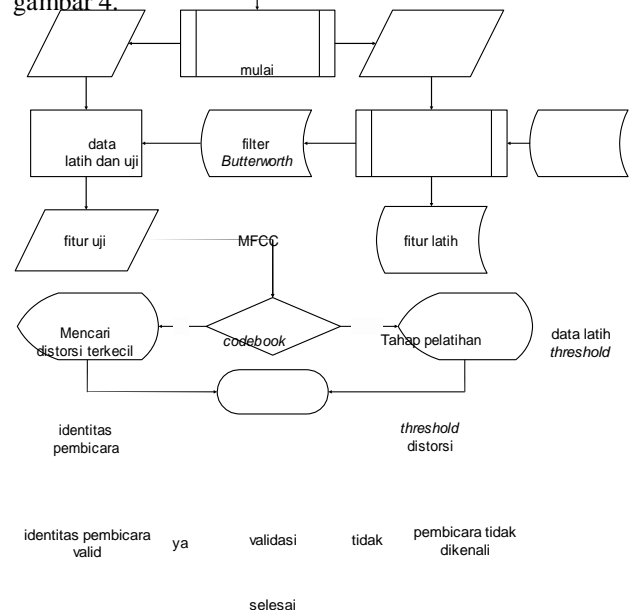 gambar 4.
mulai
data
latih dan uji
filter
Butterworth
fitur uji
MFCC
fitur latih
Mencari
distorsi terkecil
codebook
Tahap pelatihan
data latih
threshold
identitas
pembicara
threshold
distorsi
identitas pembicara
valid
ya
validasi
tidak
pembicara tidak
dikenali
selesai